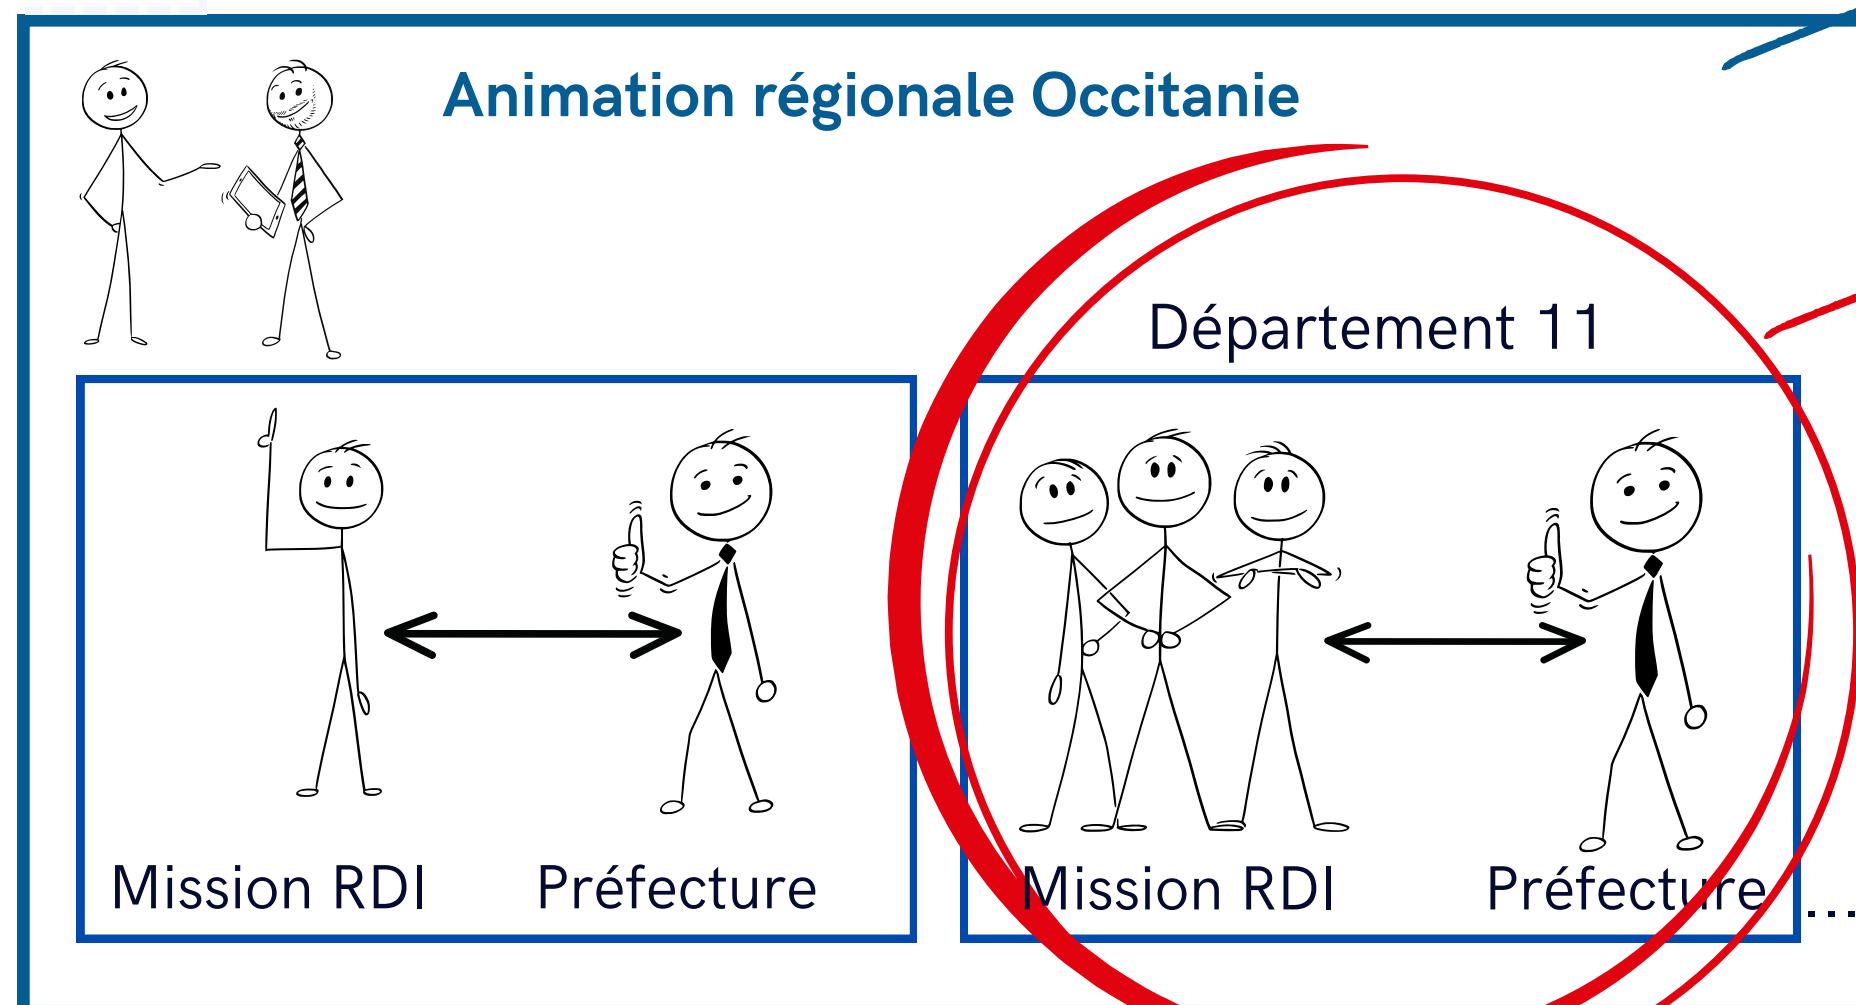 Animation régionale Occitanie
Département 11
Mission RDI
Préfecture
Mission RDI
Préfecture
...